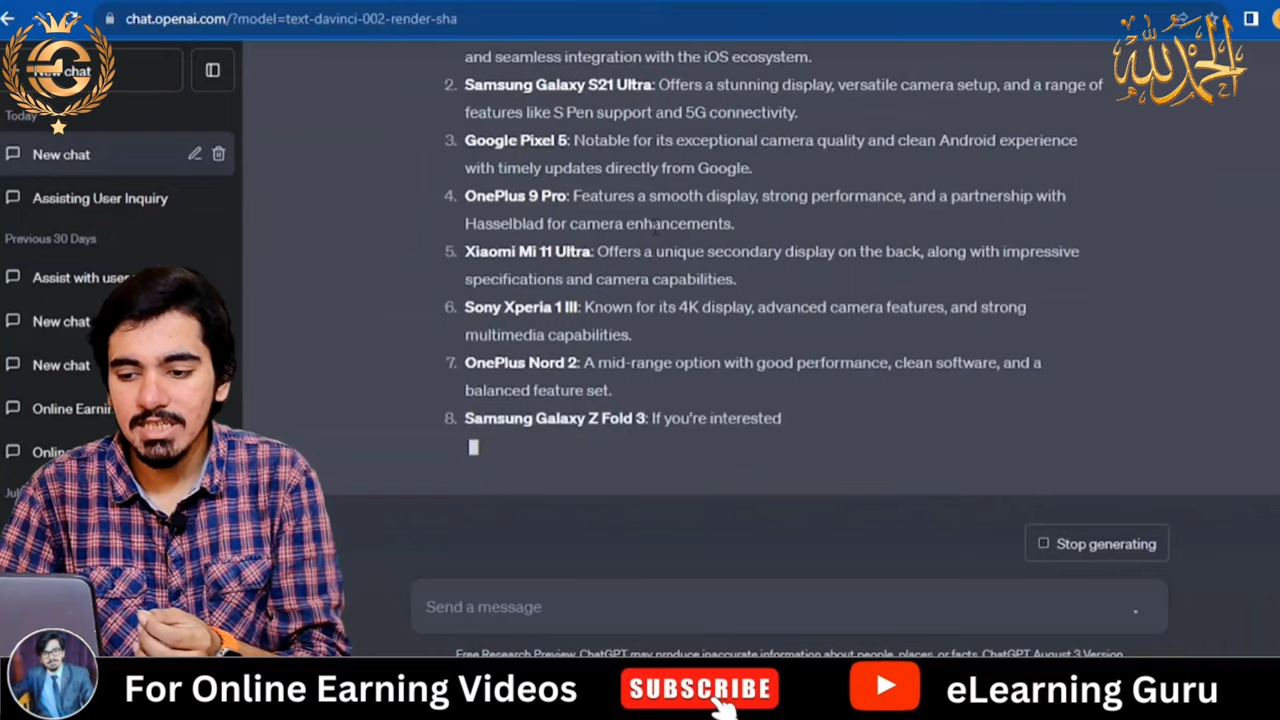 chat.openai.com/?model=text-davinci-002-render-sha
الحمد لله
New chat
Today
New chat
Assisting User Inquiry
Previous 30 Days
Assist with user
New chat
New chat
Online Earni
Onlin
and seamless integration with the iOS ecosystem.
2. Samsung Galaxy S21 Ultra: Offers a stunning display, versatile camera setup, and a range of
features like S Pen support and 5G connectivity.
3. Google Pixel 5: Notable for its exceptional camera quality and clean Android experience
with timely updates directly from Google.
4. OnePlus 9 Pro: Features a smooth display, strong performance, and a partnership with
Hasselblad for camera enhancements.
5. Xiaomi Mi 11 Ultra: Offers a unique secondary display on the back, along with impressive
specifications and camera capabilities.
6. Sony Xperia 1 III: Known for its 4K display, advanced camera features, and strong
multimedia capabilities.
7. OnePlus Nord 2: A mid-range option with good performance, clean software, and a
balanced feature set.
8. Samsung Galaxy Z Fold 3: If you're interested
Stop generating
Send a message
Free Research Preview. ChatGPT may produce inaccurate information about people, places, or facts. ChatGPT August 3 Version
For Online Earning Videos
SUBSCRIBE
eLearning Guru